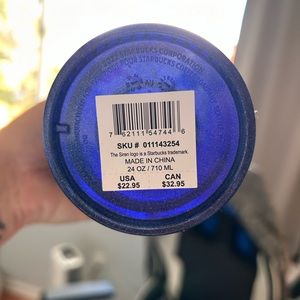 2022 STARBUCKS CORPORATION
7 62111 54744 6
SKU # 011143254
The Siren logo is a Starbucks trademark.
MADE IN CHINA
24 OZ / 710 ML
USA CAN
$22.95 $32.95